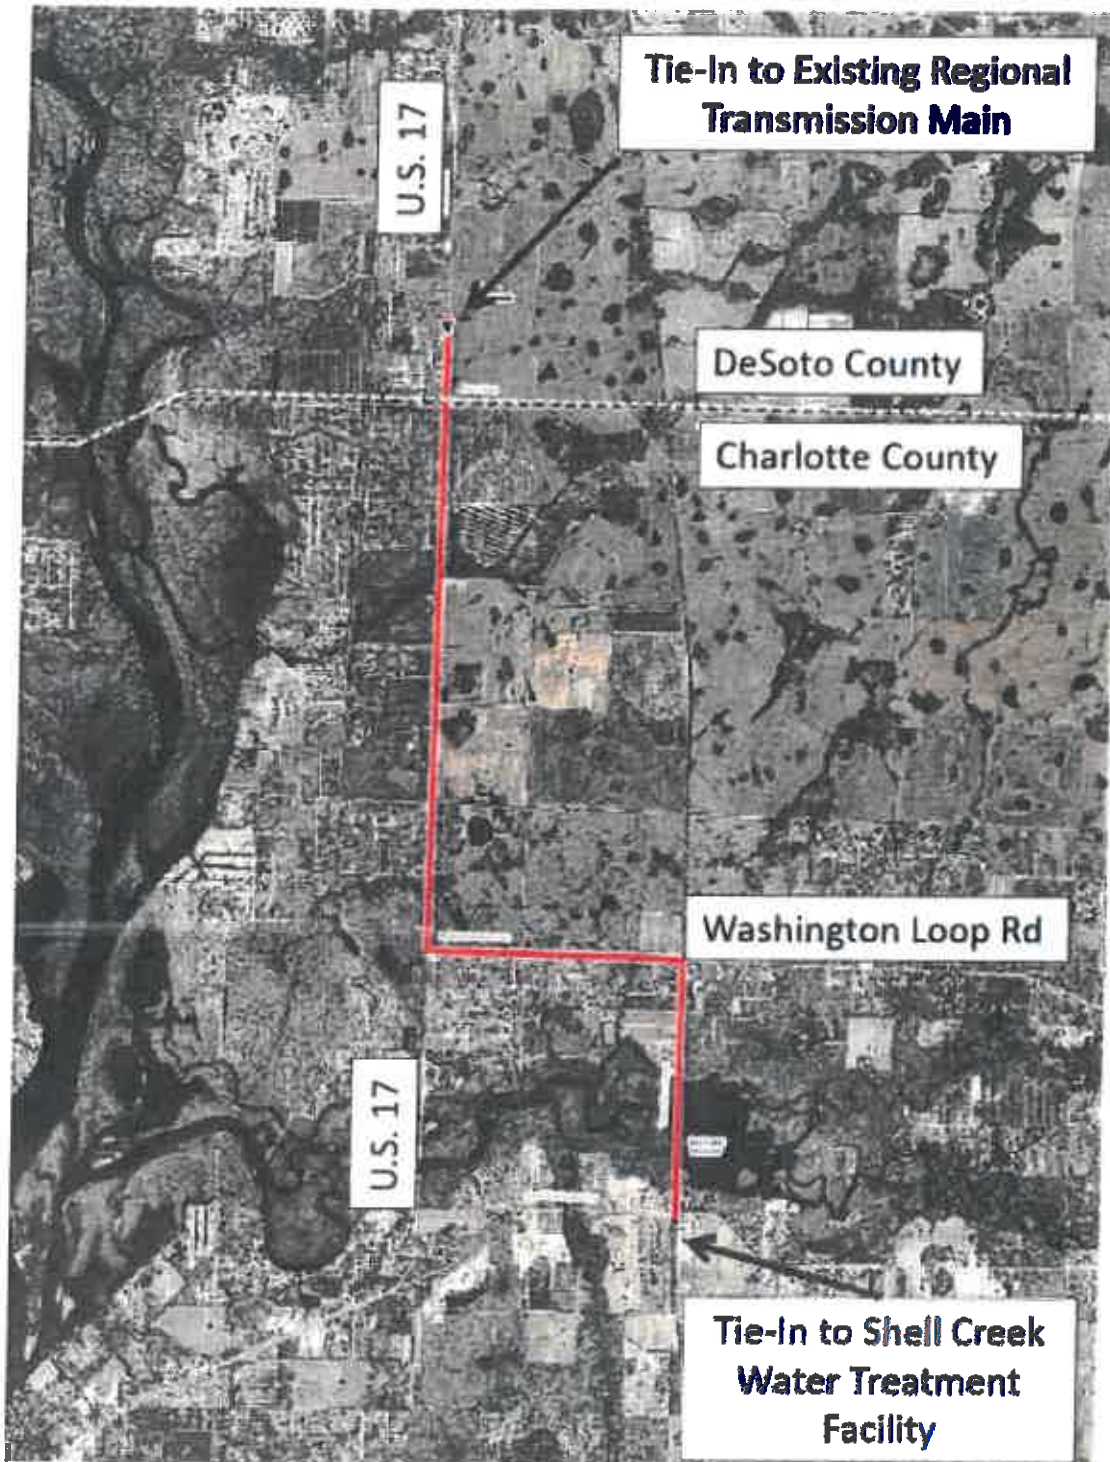 Tie-In to Existing Regional
Transmission Main
U.S. 17
DeSoto County
Charlotte County
Washington Loop Rd
U.S. 17
Tie-In to Shell Creek
Water Treatment
Facility